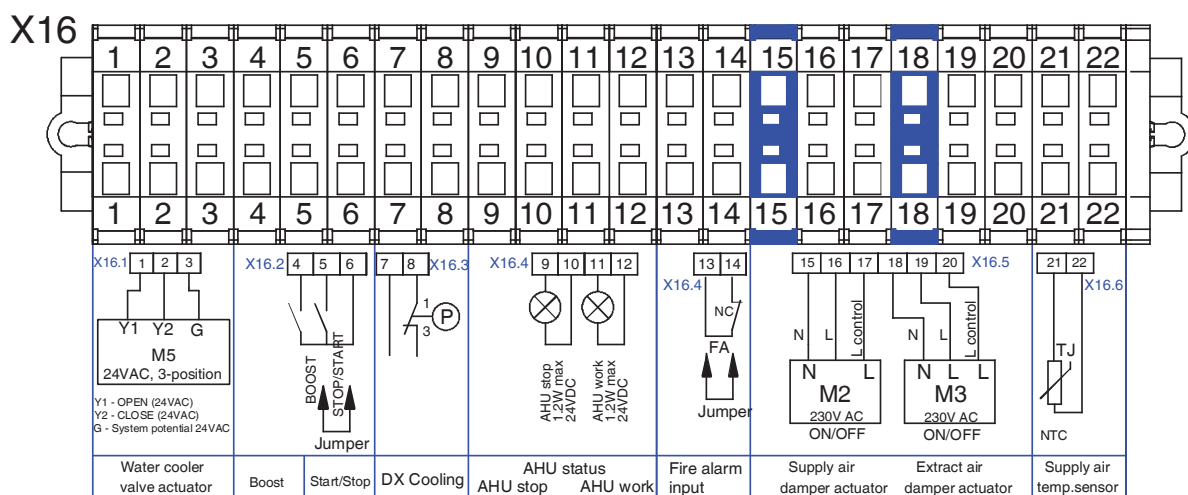 X16
1 2 3 4 5 6 7 8 9 10 11 12 13 14 15 16 17 18 19 20 21 22
1 2 3 4 5 6 7 8 9 10 11 12 13 14 15 16 17 18 19 20 21 22
X16.1 1 2 3
Y1 Y2 G
M5
24VAC, 3-position
Y1 - OPEN (24VAC)
Y2 - CLOSE (24VAC)
G - System potential 24VAC
Water cooler
valve actuator
X16.2 4 5 6
BOOST
STOP/START
Jumper
Boost
Start/Stop
7 8 X16.3
1
P
3
DX Cooling
X16.4 9 10 11 12
AHU stop
1.2W max
24VDC
AHU work
1.2W max
24VDC
AHU status
AHU stop AHU work
13 14
X16.4
NC
FA
Jumper
Fire alarm
input
15 16 17 18 19 20 X16.5
N L L control
N L
M2
230V AC
ON/OFF
Supply air
damper actuator
N L L control
N L L
M3
230V AC
ON/OFF
Extract air
damper actuator
21 22
X16.6
TJ
NTC
Supply air
temp.sensor